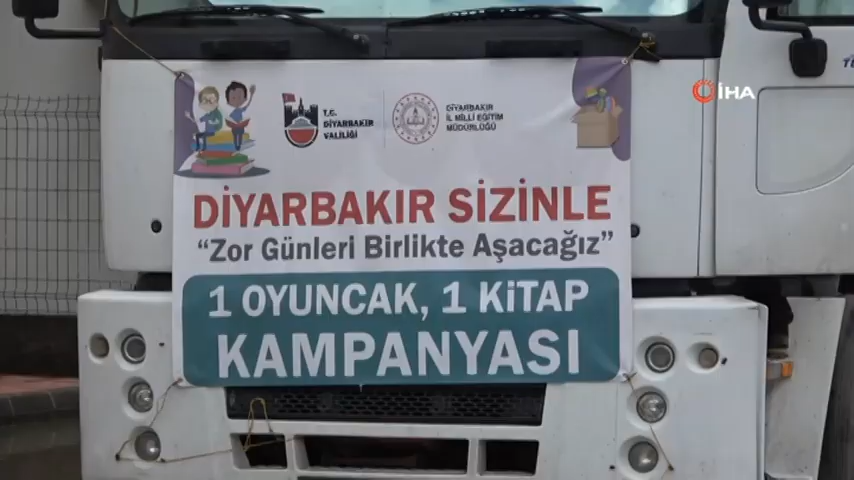 İHA
T.C.
DİYARBAKIR
VALİLİĞİ
DİYARBAKIR
İL MİLLİ EĞİTİM
MÜDÜRLÜĞÜ
DİYARBAKIR SİZİNLE
“Zor Günleri Birlikte Aşacağız”
1 OYUNCAK, 1 KİTAP
KAMPANYASI